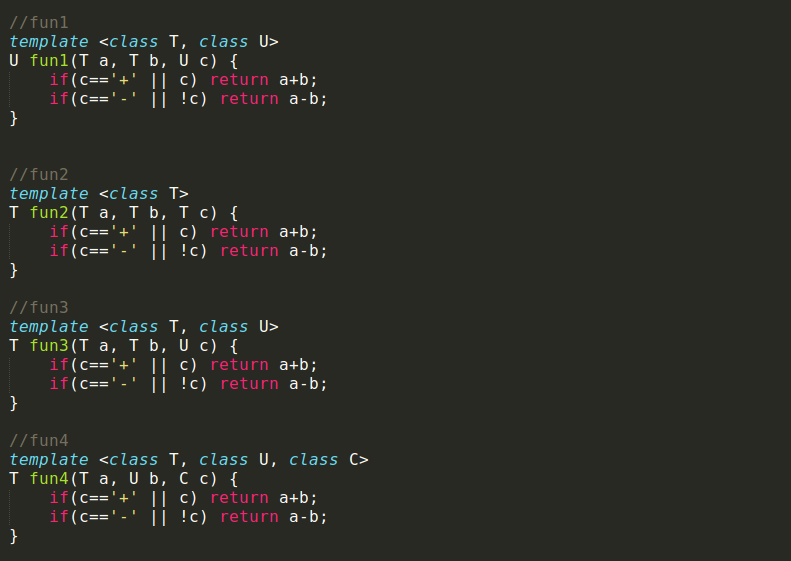 //fun1
template <class T, class U>
U fun1(T a, T b, U c) {
    if(c=='+' || c) return a+b;
    if(c=='-' || !c) return a-b;
}
//fun2
template <class T>
T fun2(T a, T b, T c) {
    if(c=='+' || c) return a+b;
    if(c=='-' || !c) return a-b;
}
//fun3
template <class T, class U>
T fun3(T a, T b, U c) {
    if(c=='+' || c) return a+b;
    if(c=='-' || !c) return a-b;
}
//fun4
template <class T, class U, class C>
T fun4(T a, U b, C c) {
    if(c=='+' || c) return a+b;
    if(c=='-' || !c) return a-b;
}